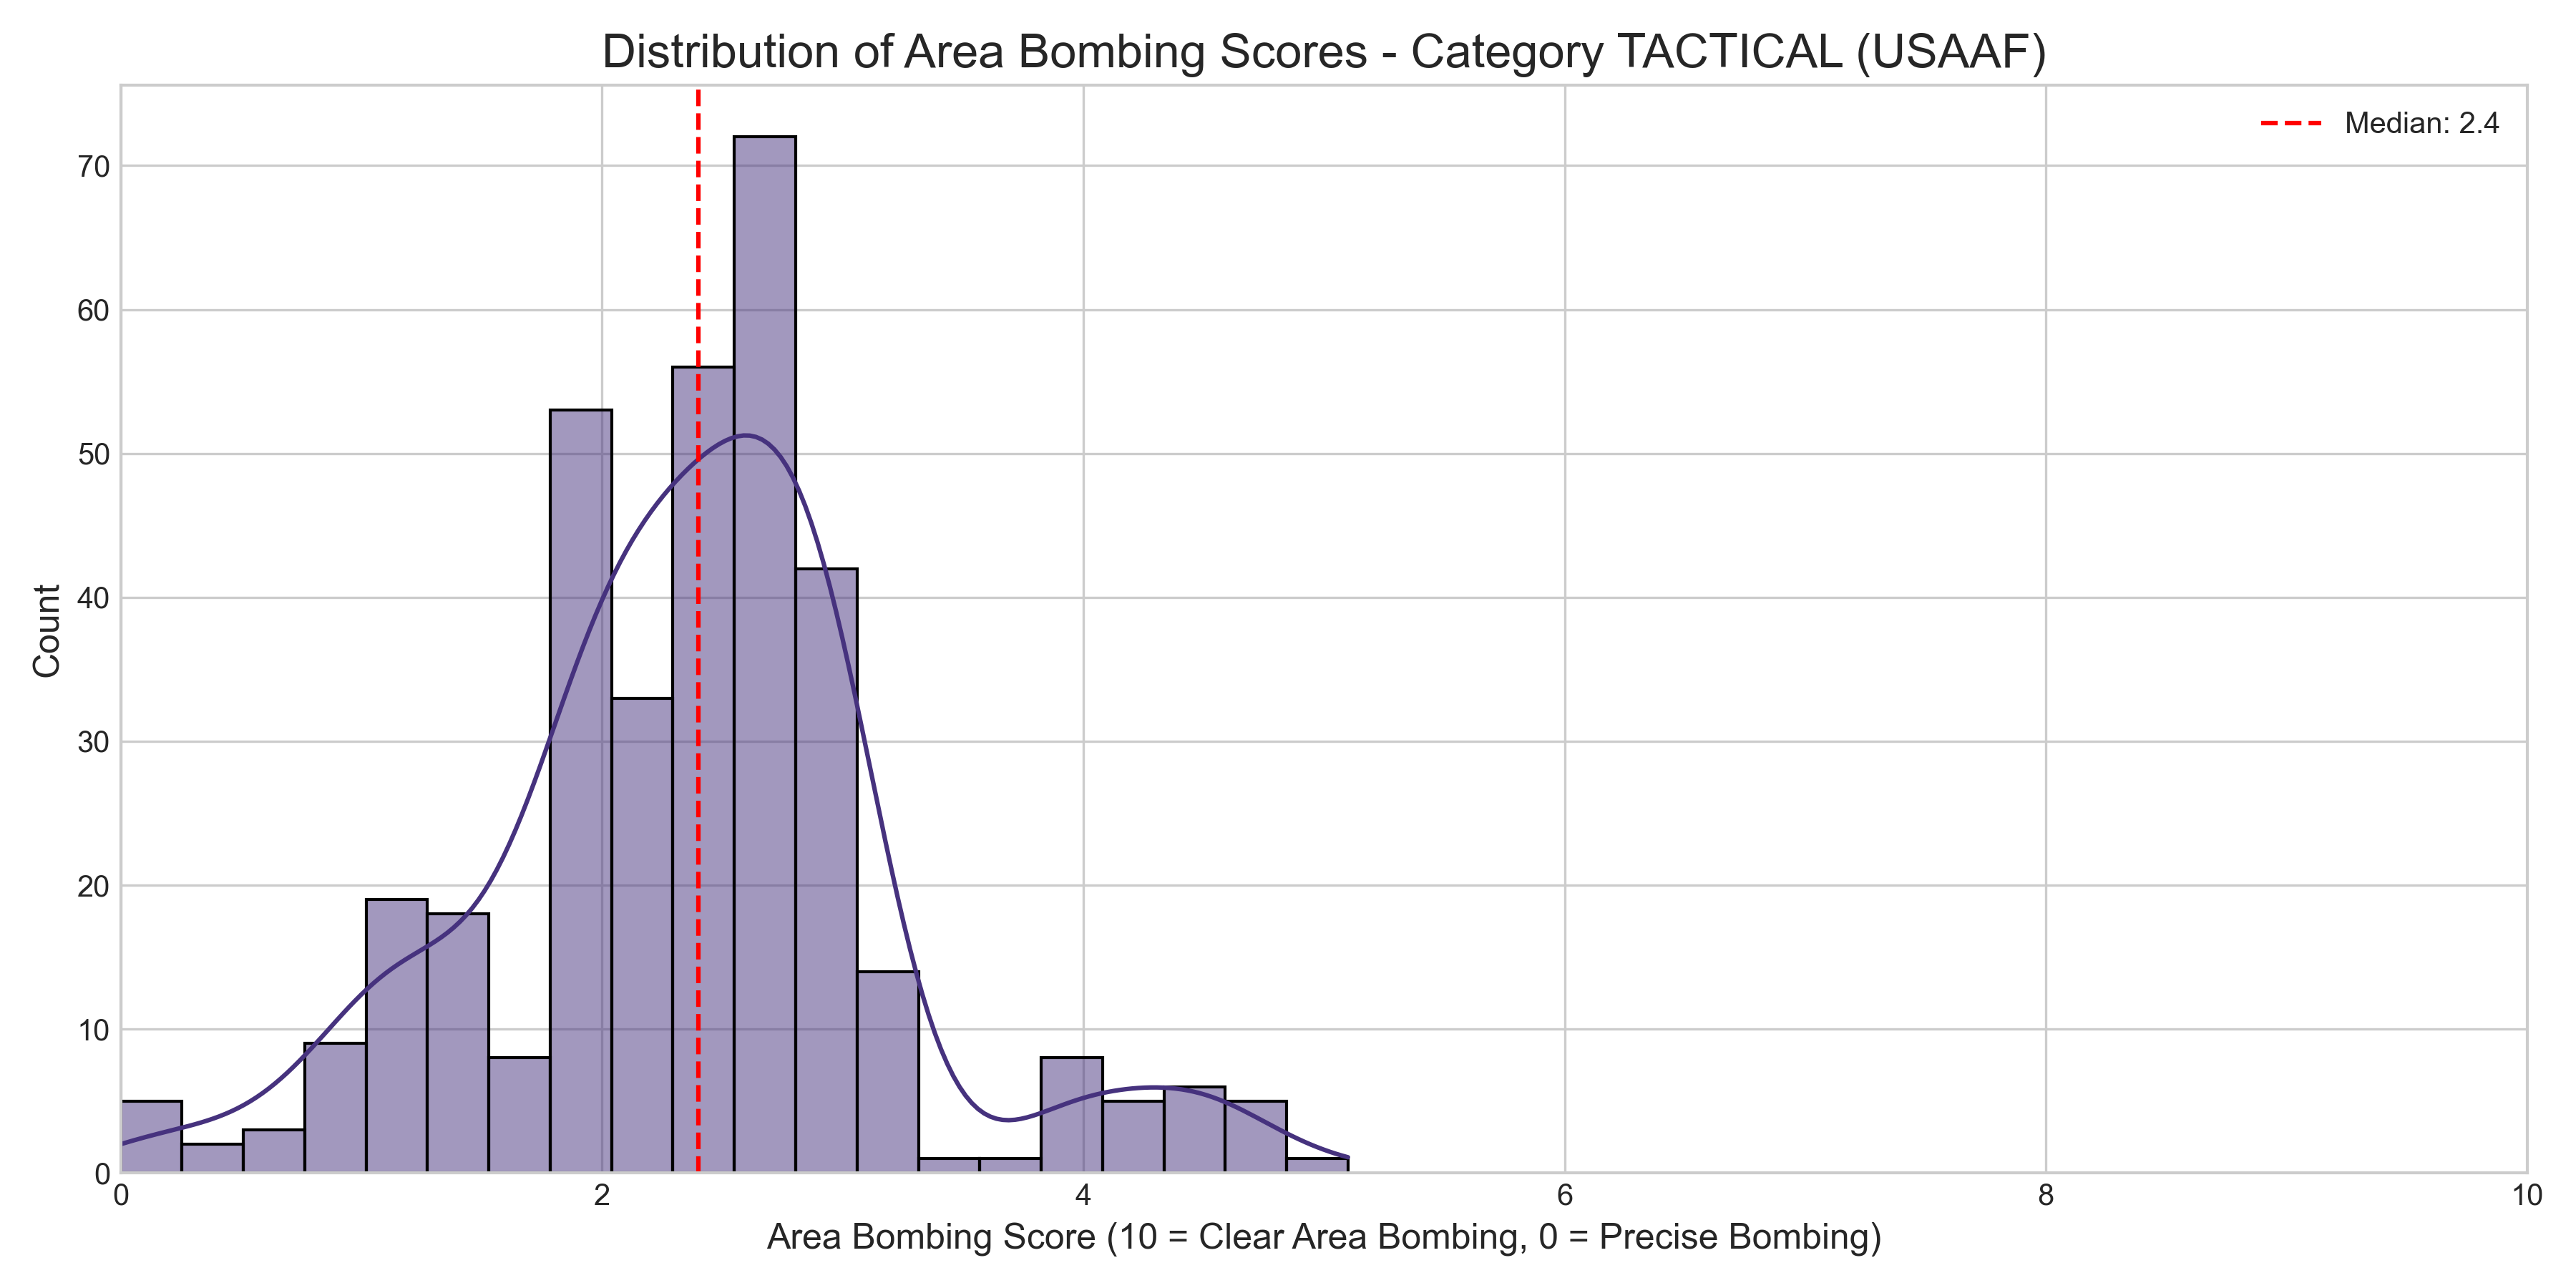 Distribution of Area Bombing Scores - Category TACTICAL (USAAF)
Median: 2.4
70
60
50
40
30
20
10
0
Count
0 2 4 6 8 10
Area Bombing Score (10 = Clear Area Bombing, 0 = Precise Bombing)